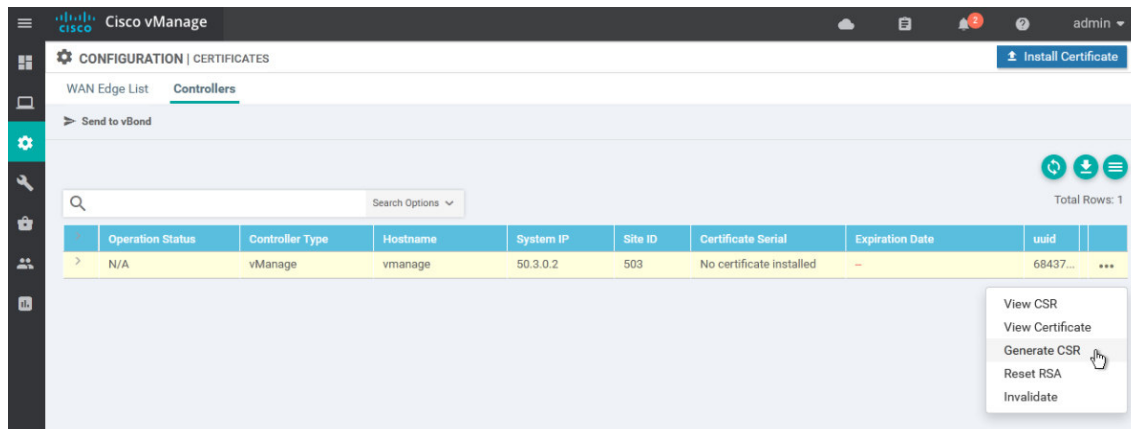 cisco Cisco vManage 2 admin
CONFIGURATION | CERTIFICATES Install Certificate
WAN Edge List Controllers
Send to vBond
Search Options Total Rows: 1
Operation Status Controller Type Hostname System IP Site ID Certificate Serial Expiration Date uuid
N/A vManage vmanage 50.3.0.2 503 No certificate installed – 68437... •••
View CSR
View Certificate
Generate CSR
Reset RSA
Invalidate